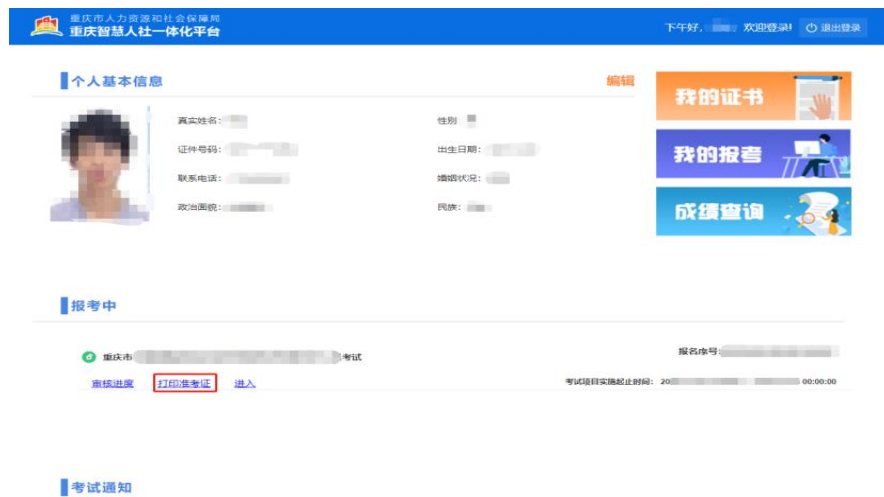 重庆市人力资源和社会保障局
重庆智慧人社一体化平台
下午好, 欢迎登录! 退出登录
个人基本信息
编辑
真实姓名:
性别
证件号码:
出生日期:
联系电话:
婚姻状况:
政治面貌:
民族:
我的证书
我的报考
成绩查询
报考中
重庆市 考试
报名序号:
审核进度 打印准考证 进入
考试项目实施起止时间: 20 00:00:00
考试通知